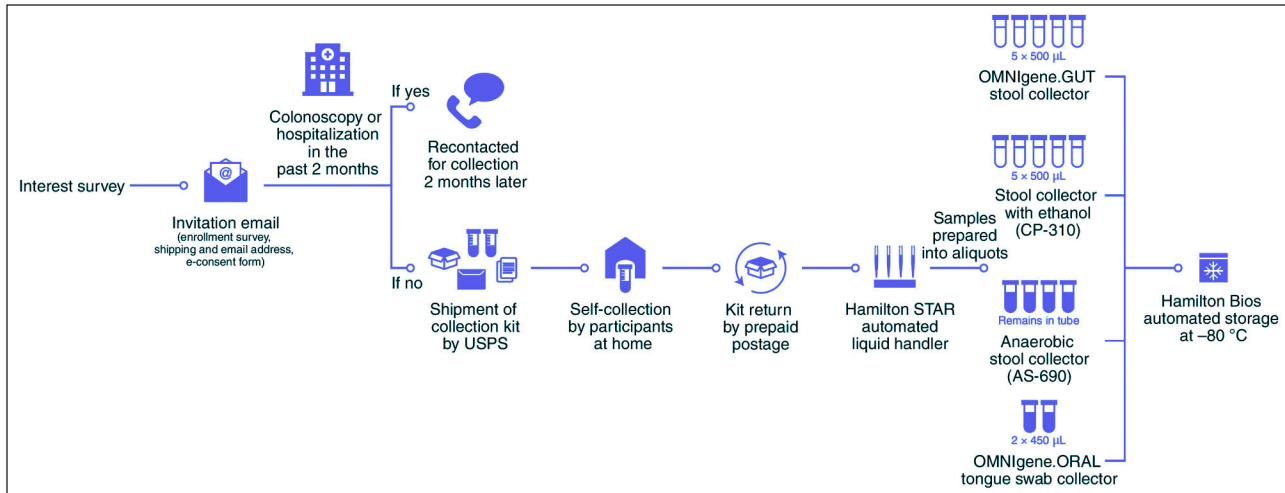 Interest survey
@
Invitation email
(enrollment survey,
shipping and email address,
e-consent form)
Colonoscopy or
hospitalization
in the
past 2 months
If yes
Recontacted
for collection
2 months later
If no
Shipment of
collection kit
by USPS
Self-collection
by participants
at home
Kit return
by prepaid
postage
Hamilton STAR
automated
liquid handler
Samples
prepared
into aliquots
5 × 500 µL
OMNIgene.GUT
stool collector
5 × 500 µL
Stool collector
with ethanol
(CP-310)
Remains in tube
Anaerobic
stool collector
(AS-690)
2 × 450 µL
OMNIgene.ORAL
tongue swab collector
Hamilton Bios
automated storage
at –80 °C